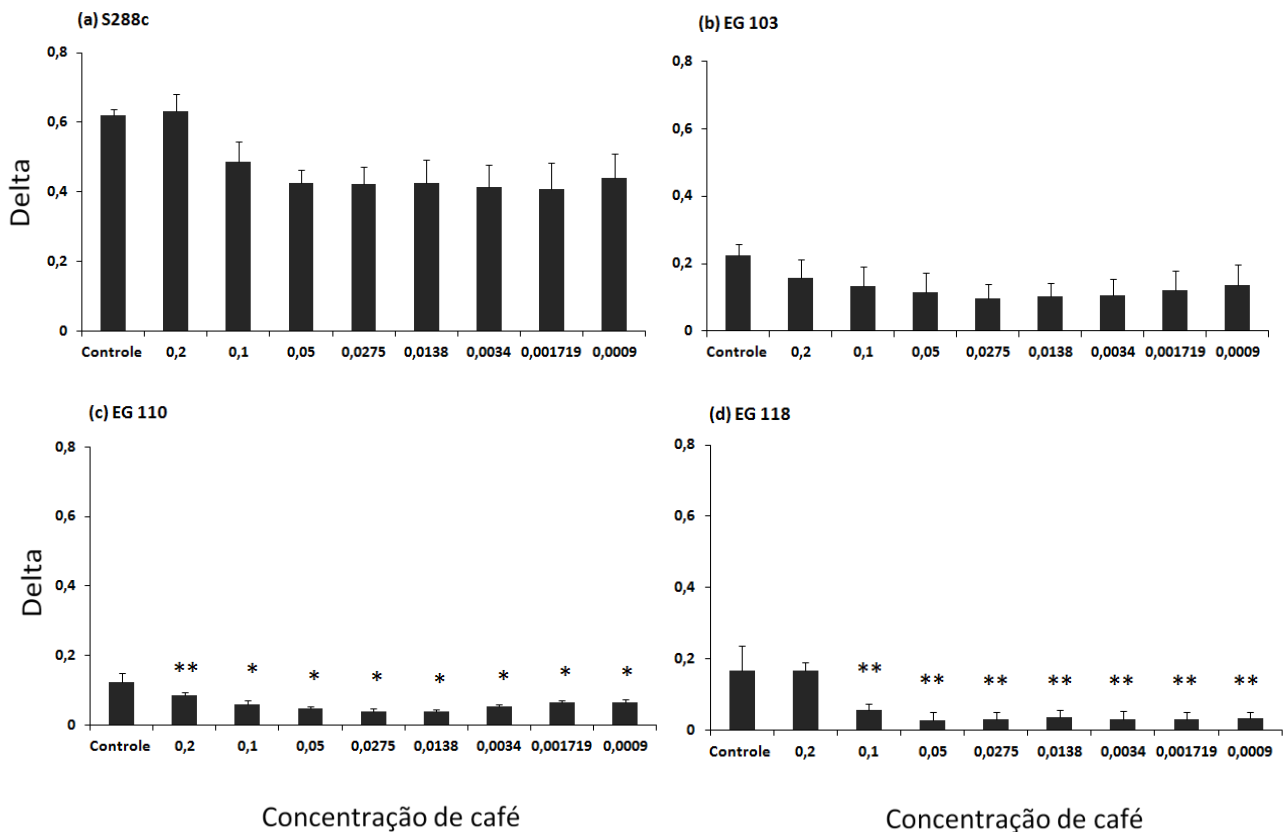 (a) S288c
0,8
0,6
0,4
0,2
0
Delta
Controle 0,2 0,1 0,05 0,0275 0,0138 0,0034 0,001719 0,0009
(b) EG 103
0,8
0,6
0,4
0,2
0
Controle 0,2 0,1 0,05 0,0275 0,0138 0,0034 0,001719 0,0009
(c) EG 110
0,8
0,6
0,4
0,2
0
Delta
** * * * * * * *
Controle 0,2 0,1 0,05 0,0275 0,0138 0,0034 0,001719 0,0009
Concentração de café
(d) EG 118
0,8
0,6
0,4
0,2
0
** ** ** ** ** ** **
Controle 0,2 0,1 0,05 0,0275 0,0138 0,0034 0,001719 0,0009
Concentração de café